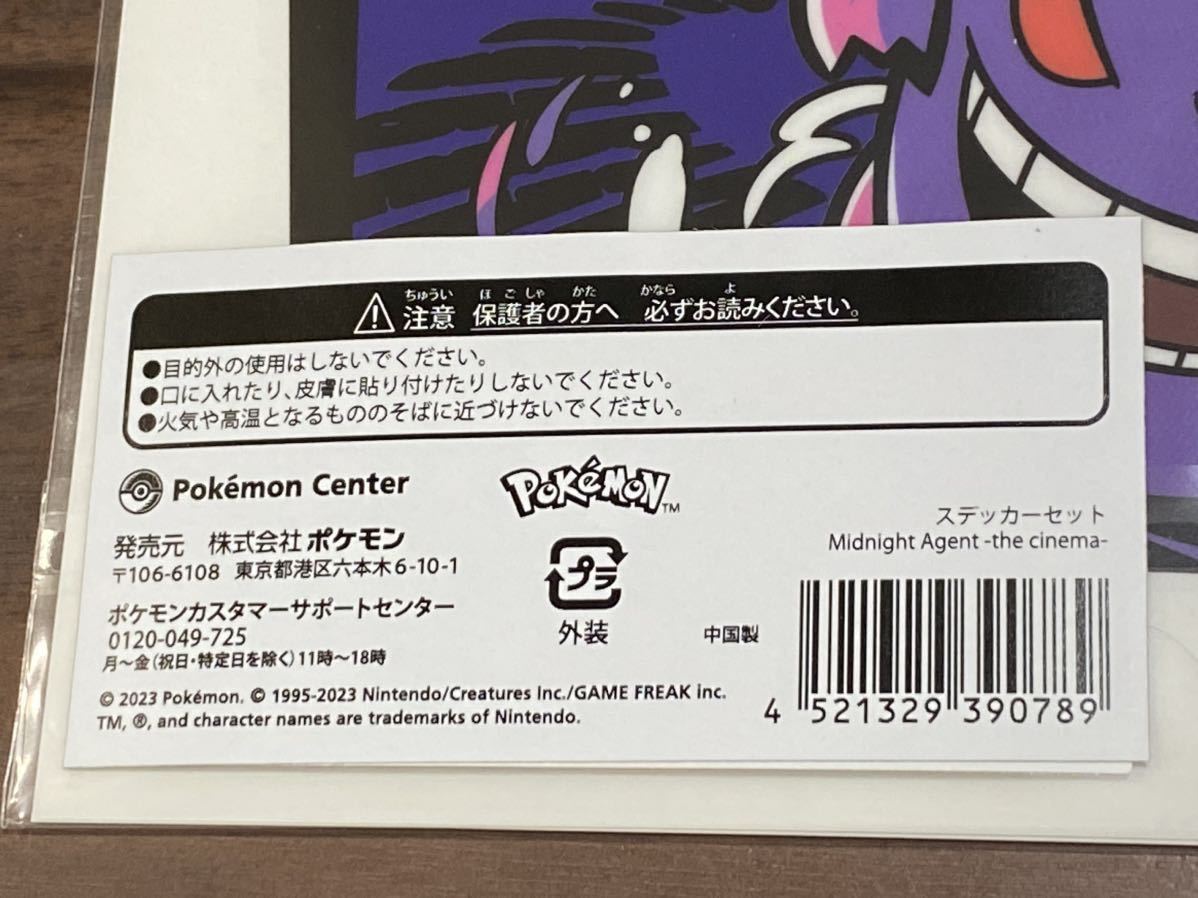 ちゅうい ほごしゃ かた かなら よ
注意 保護者の方へ 必ずお読みください。
●目的外の使用はしないでください。
●口に入れたり、皮膚に貼り付けたりしないでください。
●火気や高温となるもののそばに近づけないでください。
Pokémon Center
POKéMON™
発売元 株式会社ポケモン
〒106-6108 東京都港区六本木6-10-1
ポケモンカスタマーサポートセンター
0120-049-725
月～金(祝日・特定日を除く)11時～18時
プラ
外装
中国製
ステッカーセット
Midnight Agent -the cinema-
© 2023 Pokémon. © 1995-2023 Nintendo/Creatures Inc./GAME FREAK inc.
TM, ®, and character names are trademarks of Nintendo.
4 521329 390789